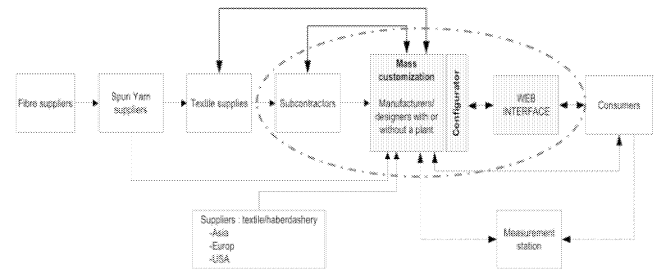 Fibre suppliers
Spun Yarn
suppliers
Textile supplies
Subcontractors
Mass
customization
Manufacturers/
designers with or
without a plant
Configurator
WEB
INTERFACE
Consumers
Suppliers : textile/haberdashery
-Asia
-Europ
-USA
Measurement
station